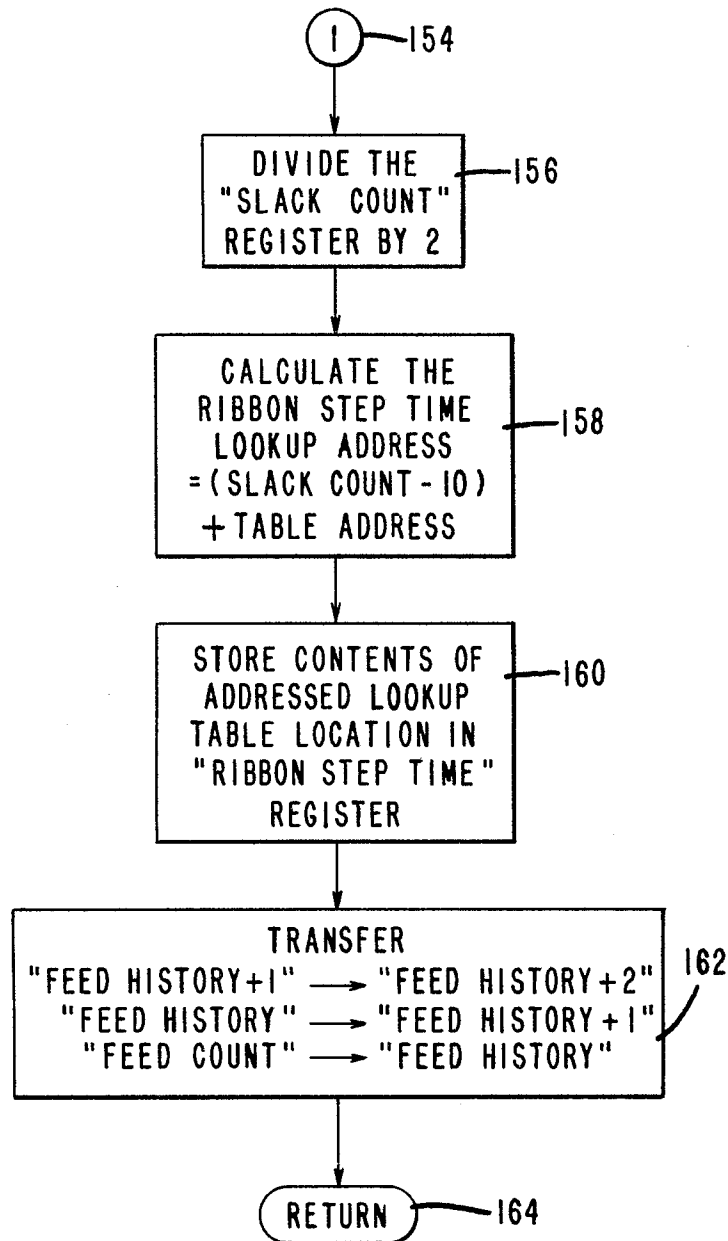 1 154
DIVIDE THE
"SLACK COUNT"
REGISTER BY 2
156
CALCULATE THE
RIBBON STEP TIME
LOOKUP ADDRESS
=(SLACK COUNT-10)
+ TABLE ADDRESS
158
STORE CONTENTS OF
ADDRESSED LOOKUP
TABLE LOCATION IN
"RIBBON STEP TIME"
REGISTER
160
TRANSFER
"FEED HISTORY+1" → "FEED HISTORY+2"
"FEED HISTORY" → "FEED HISTORY+1"
"FEED COUNT" → "FEED HISTORY"
162
RETURN 164